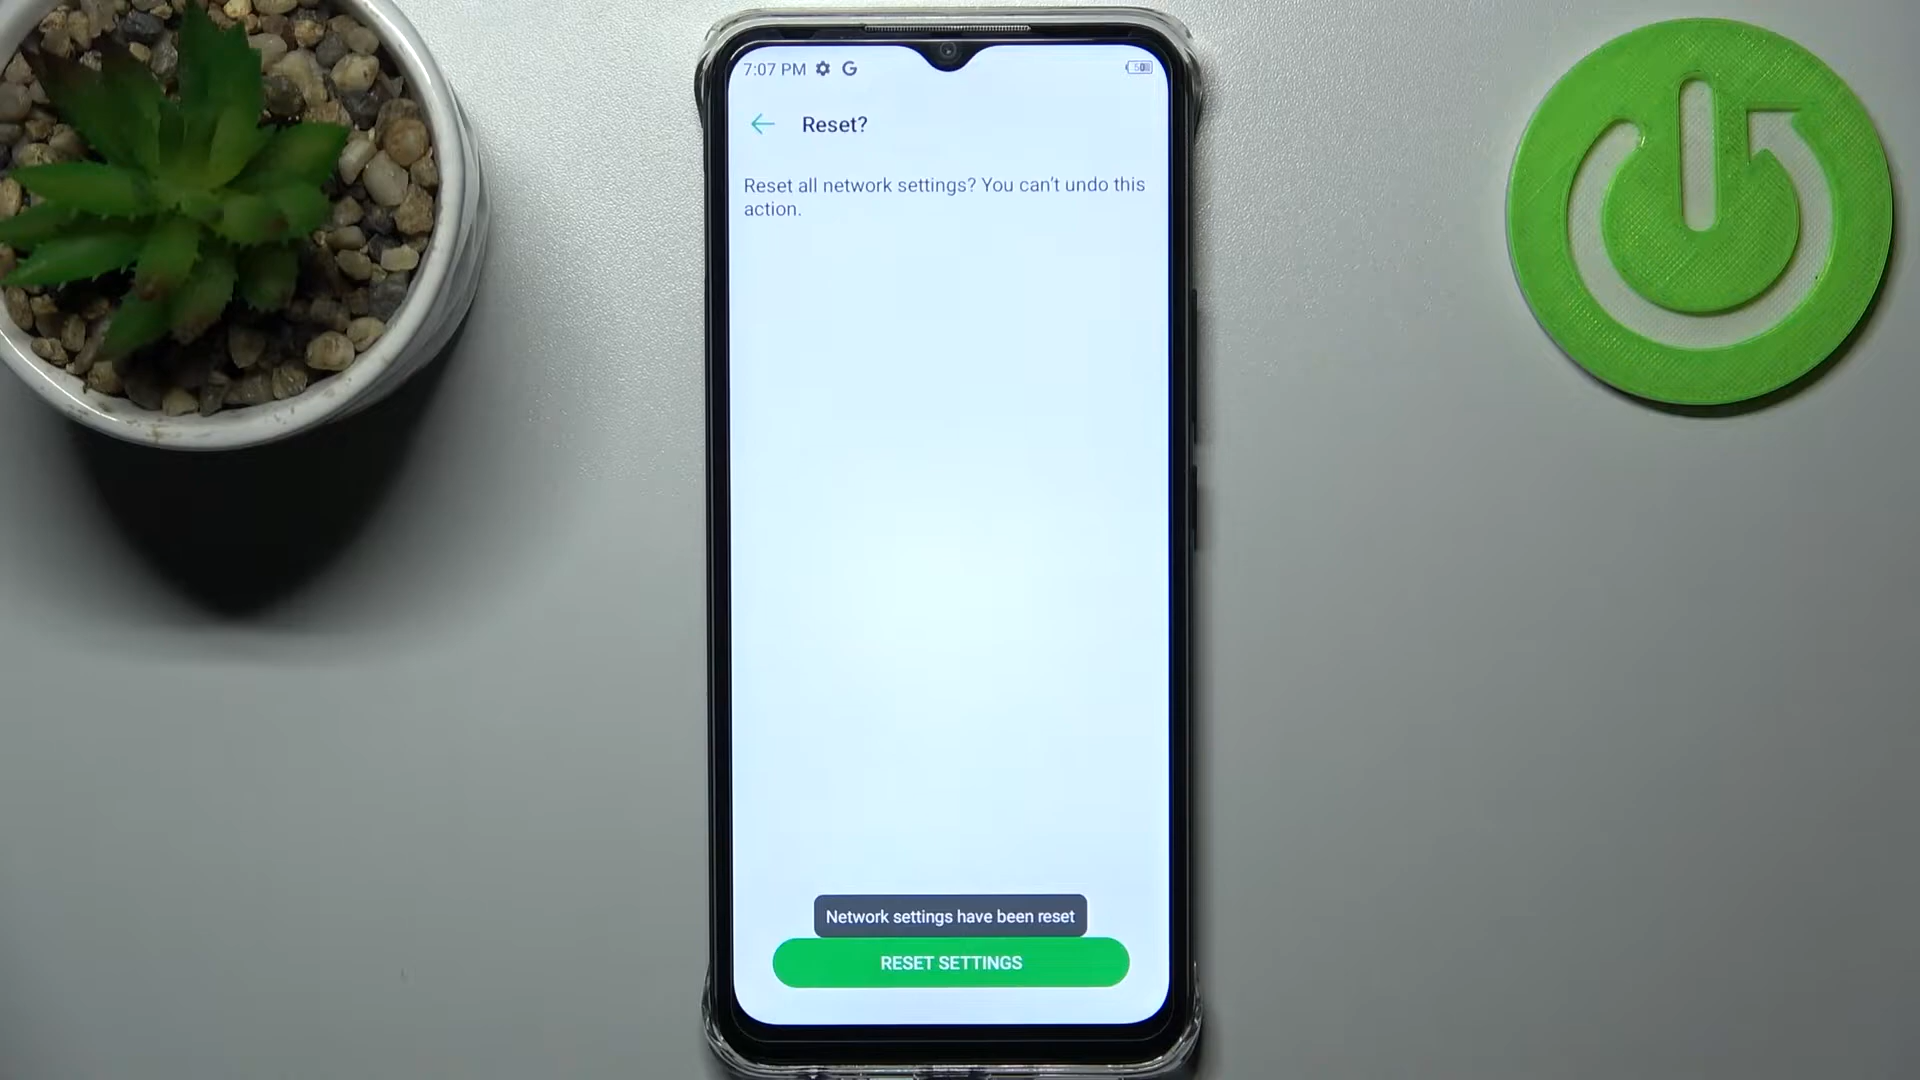 7:07 PM G
Reset?
Reset all network settings? You can't undo this
action.
Network settings have been reset
RESET SETTINGS